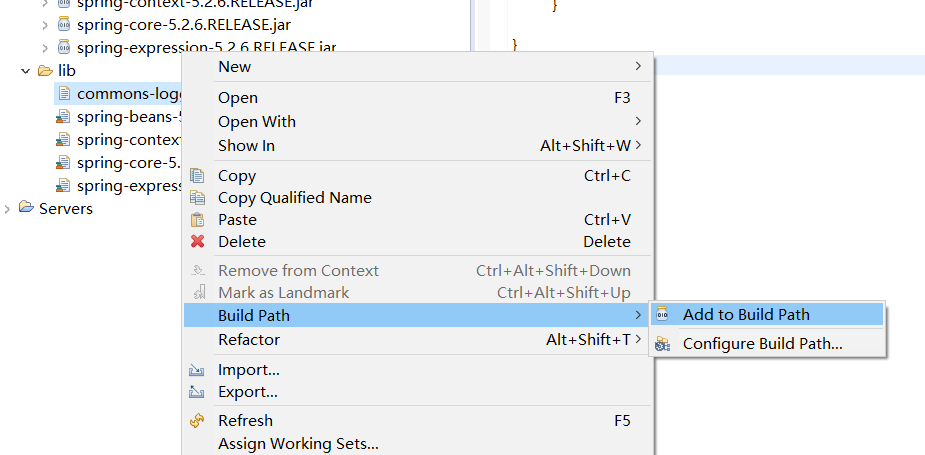 spring-context-5.2.6.RELEASE.jar
spring-core-5.2.6.RELEASE.jar
spring-expression-5.2.6.RELEASE.jar
lib
commons-logg
spring-beans-5
spring-context
spring-core-5.
spring-express
Servers
}
}
New
Open F3
Open With
Show In Alt+Shift+W
Copy Ctrl+C
Copy Qualified Name
Paste Ctrl+V
Delete Delete
Remove from Context Ctrl+Alt+Shift+Down
Mark as Landmark Ctrl+Alt+Shift+Up
Build Path
Refactor Alt+Shift+T
Import...
Export...
Refresh F5
Assign Working Sets...
Add to Build Path
Configure Build Path...